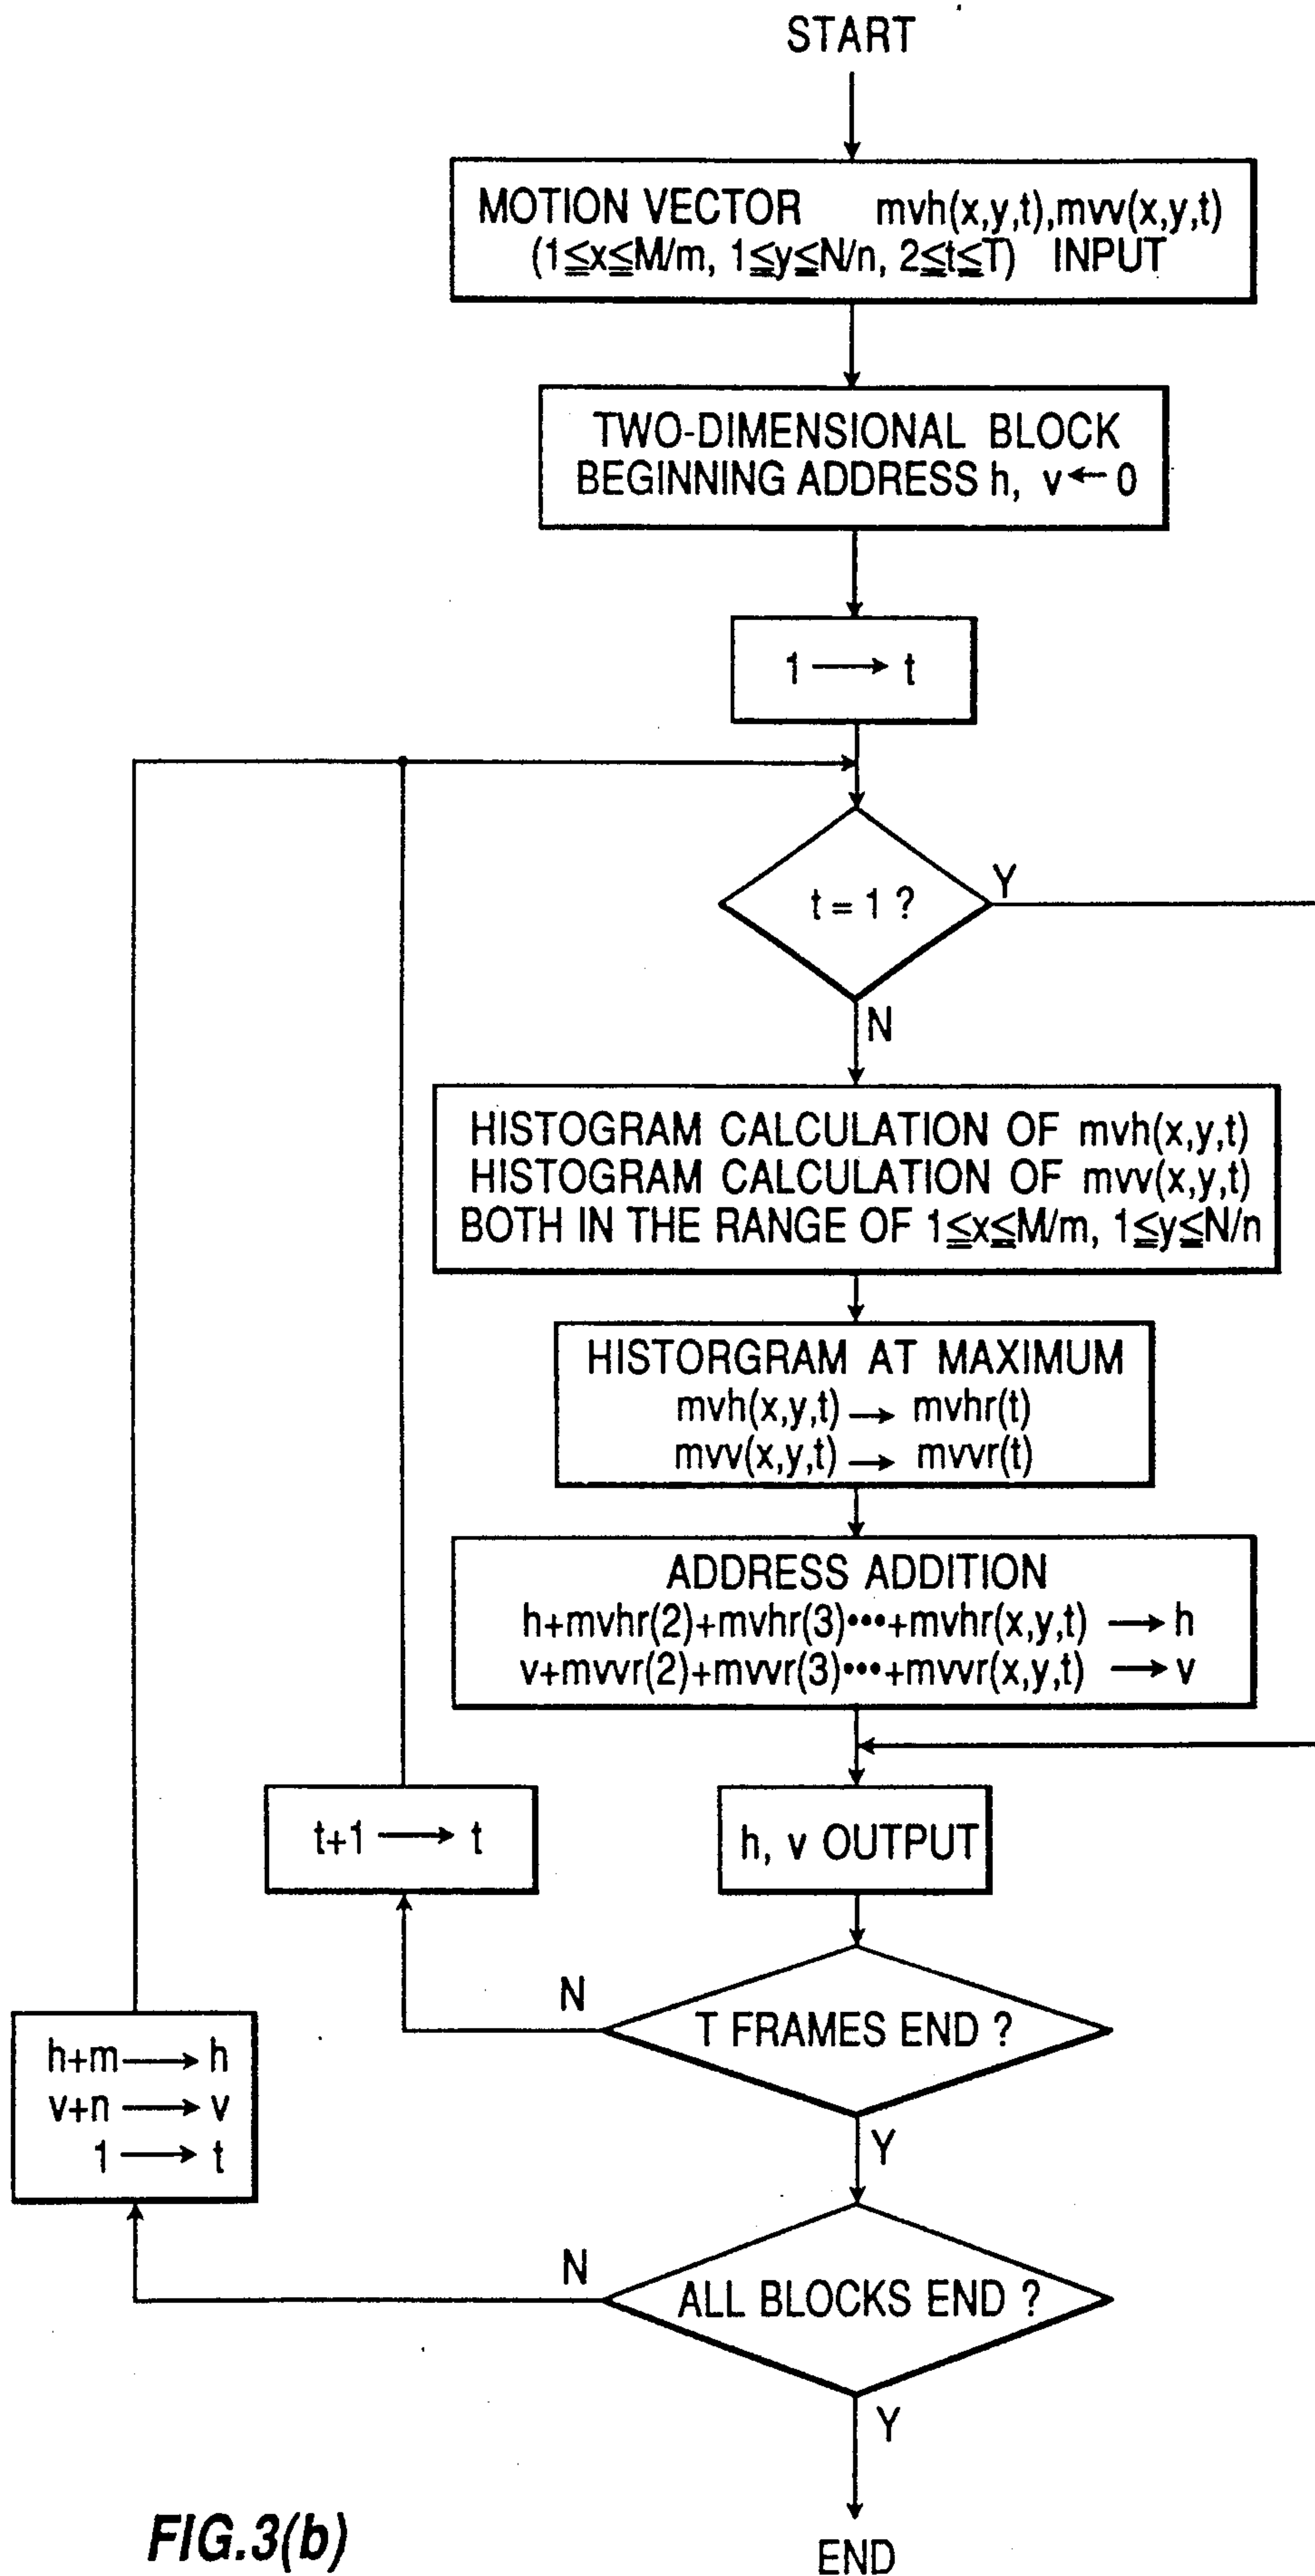 START
MOTION VECTOR mvh(x,y,t),mvv(x,y,t)
(1≦x≦M/m, 1≦y≦N/n, 2≦t≦T) INPUT
TWO-DIMENSIONAL BLOCK
BEGINNING ADDRESS h, v ← 0
1 → t
t = 1 ?
Y
N
HISTOGRAM CALCULATION OF mvh(x,y,t)
HISTOGRAM CALCULATION OF mvv(x,y,t)
BOTH IN THE RANGE OF 1≦x≦M/m, 1≦y≦N/n
HISTORGRAM AT MAXIMUM
mvh(x,y,t) → mvhr(t)
mvv(x,y,t) → mvvr(t)
ADDRESS ADDITION
h+mvhr(2)+mvhr(3)•••+mvhr(x,y,t) → h
v+mvvr(2)+mvvr(3)•••+mvvr(x,y,t) → v
t+1 → t
h, v OUTPUT
N
T FRAMES END ?
h+m → h
v+n → v
1 → t
Y
N
ALL BLOCKS END ?
Y
END
FIG.3(b)